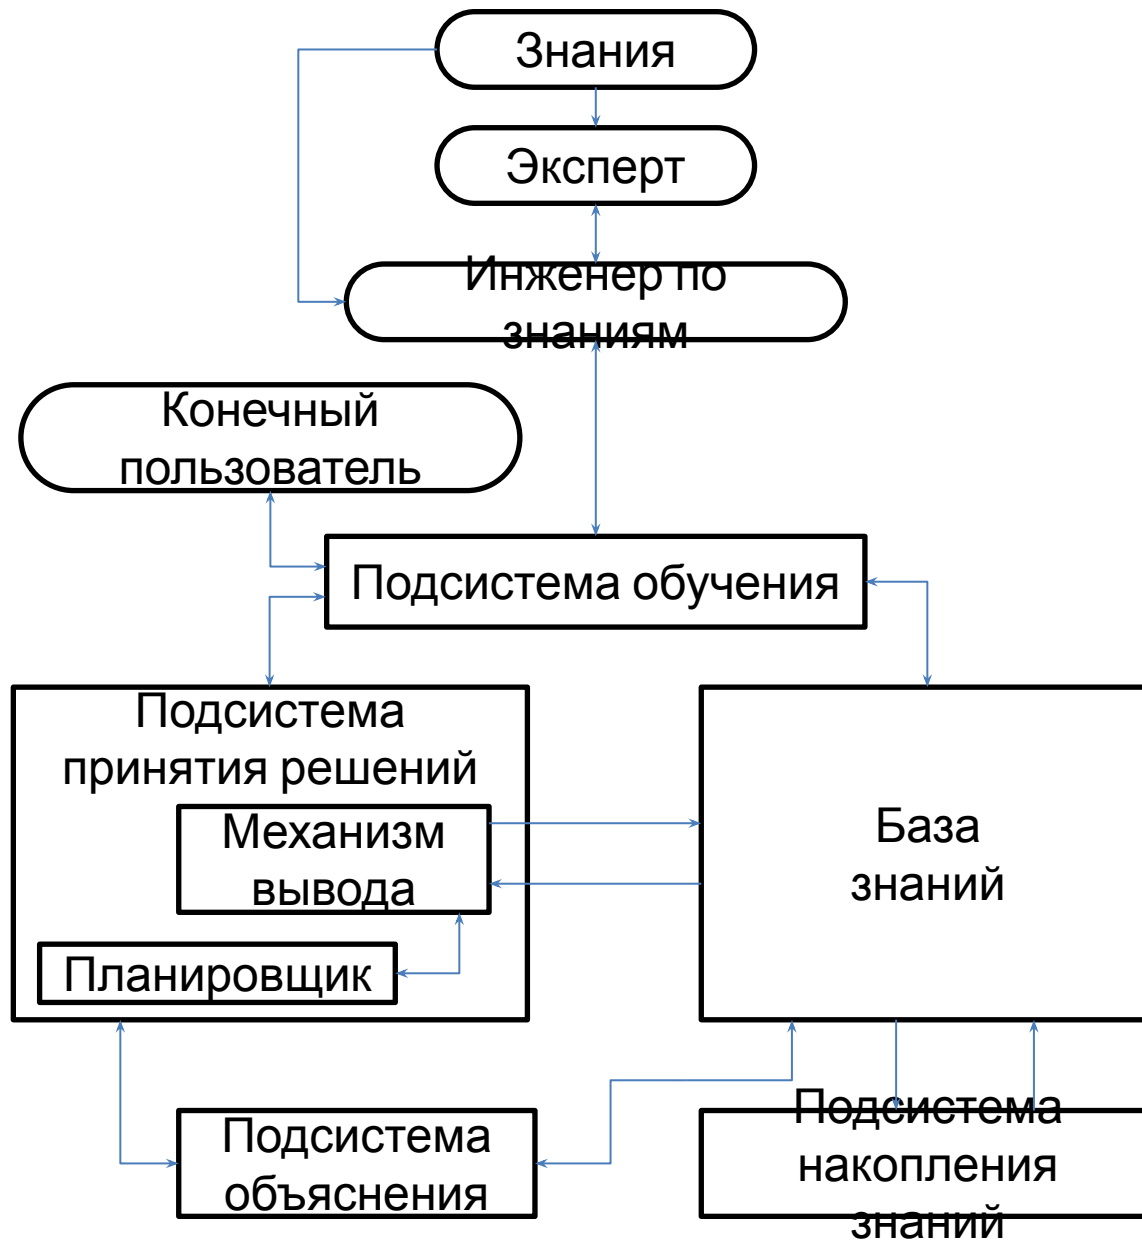 Знания
Эксперт
Инженер по
знаниям
Конечный
пользователь
Подсистема обучения
Подсистема
принятия решений
Механизм
вывода
Планировщик
База
знаний
Подсистема
объяснения
Подсистема
накопления
знаний